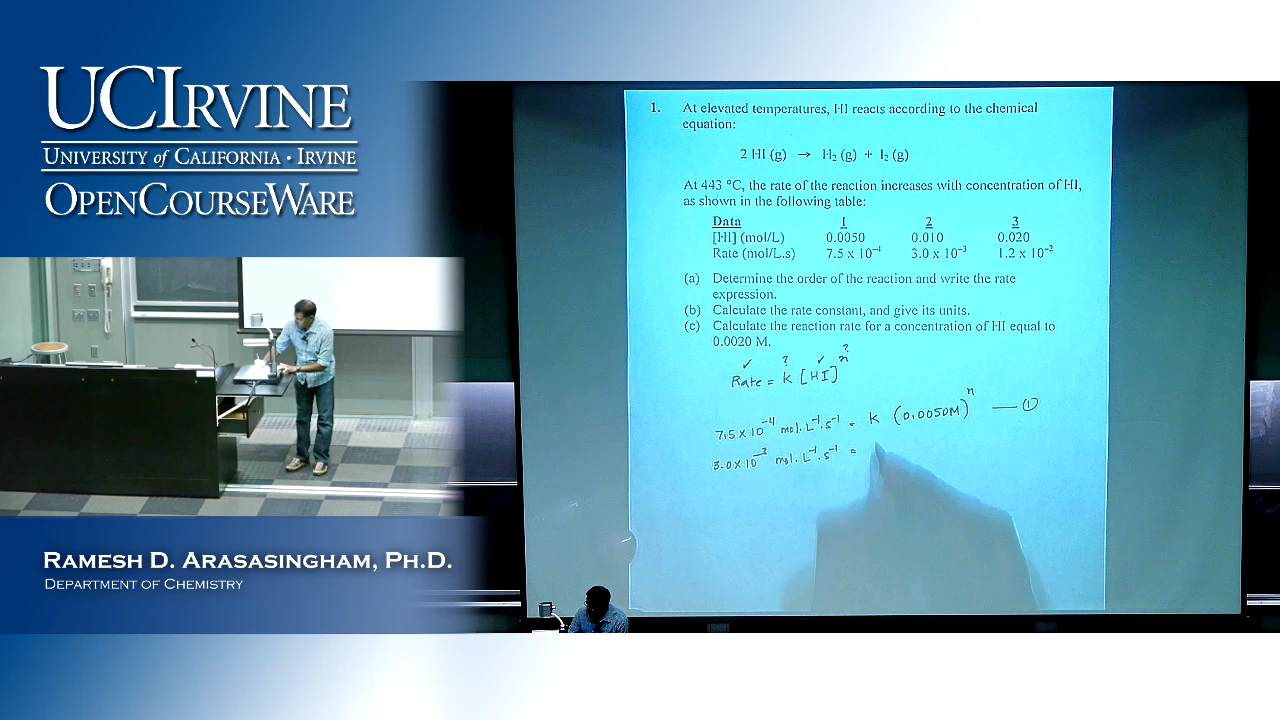 UCIRVINE
UNIVERSITY of CALIFORNIA · IRVINE
OPENCOURSEWARE
RAMESH D. ARASASINGHAM, PH.D.
DEPARTMENT OF CHEMISTRY
1. At elevated temperatures, HI reacts according to the chemical
equation:
2 HI (g) → H₂ (g) + I₂ (g)
At 443 °C, the rate of the reaction increases with concentration of HI,
as shown in the following table:
Data 1 2 3
[HI] (mol/L) 0.0050 0.010 0.020
Rate (mol/L.s) 7.5 x 10⁻⁴ 3.0 x 10⁻³ 1.2 x 10⁻²
(a) Determine the order of the reaction and write the rate
expression.
(b) Calculate the rate constant, and give its units.
(c) Calculate the reaction rate for a concentration of HI equal to
0.0020 M.
✓ ? ✓ ?
Rate = K [HI]ⁿ
7.5 x 10⁻⁴ mol. L⁻¹. s⁻¹ = K (0.0050M)ⁿ — ①
3.0 x 10⁻³ mol. L⁻¹. s⁻¹ =